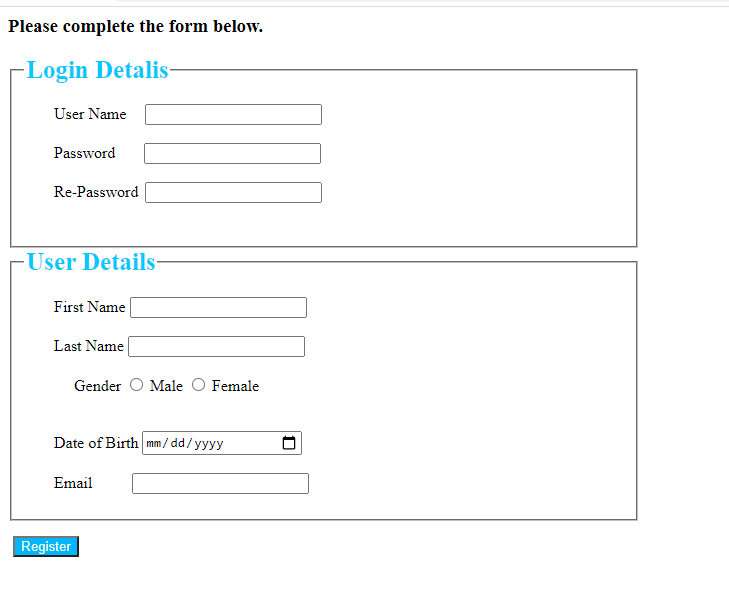 Please complete the form below.
Login Detalis
User Name
Password
Re-Password
User Details
First Name
Last Name
Gender Male Female
Date of Birth mm/dd/yyyy
Email
Register